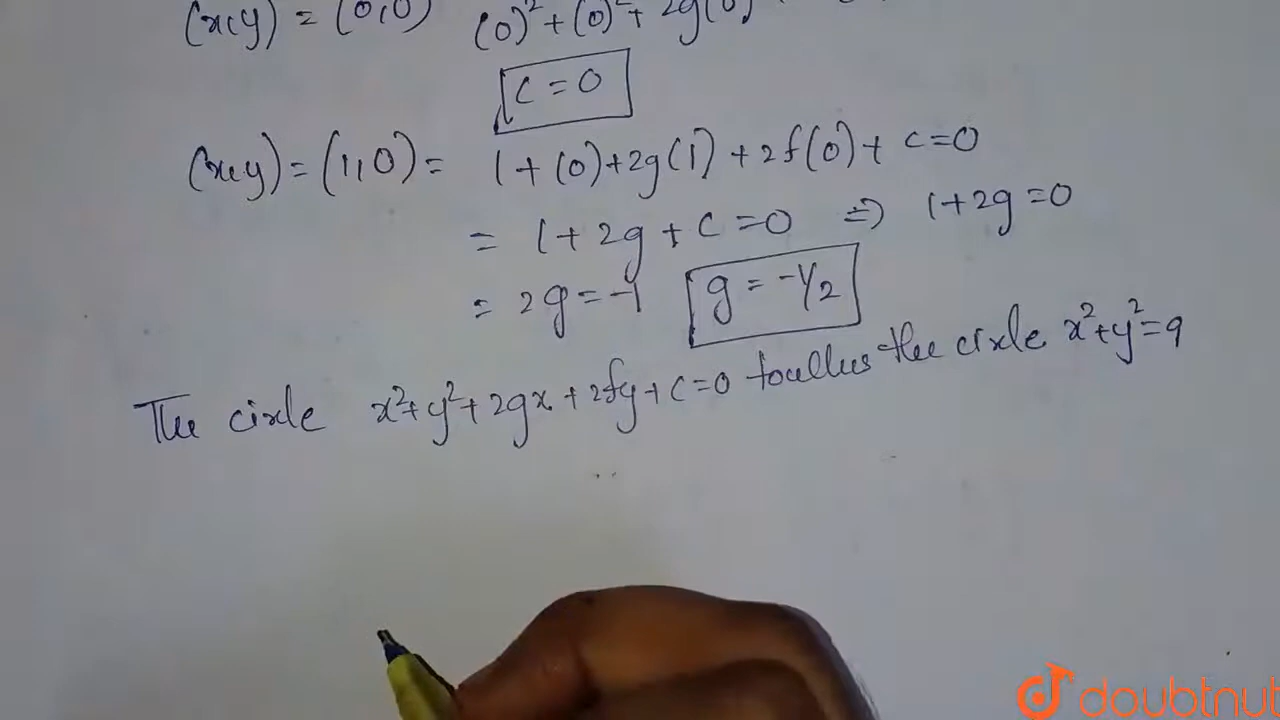 (x,y) = (0,0) (0)²+(0)²+ 2g(0)
C = 0
(x,y) = (1,0) = 1+(0)+2g(1)+2f(0)+ C=0
= 1+2g+C=0 ⇒ 1+2g=0
= 2g=-1 g = -1/2
The circle x²+y²+2gx+2fy+C=0 touches the circle x²+y²=9
doubtnut